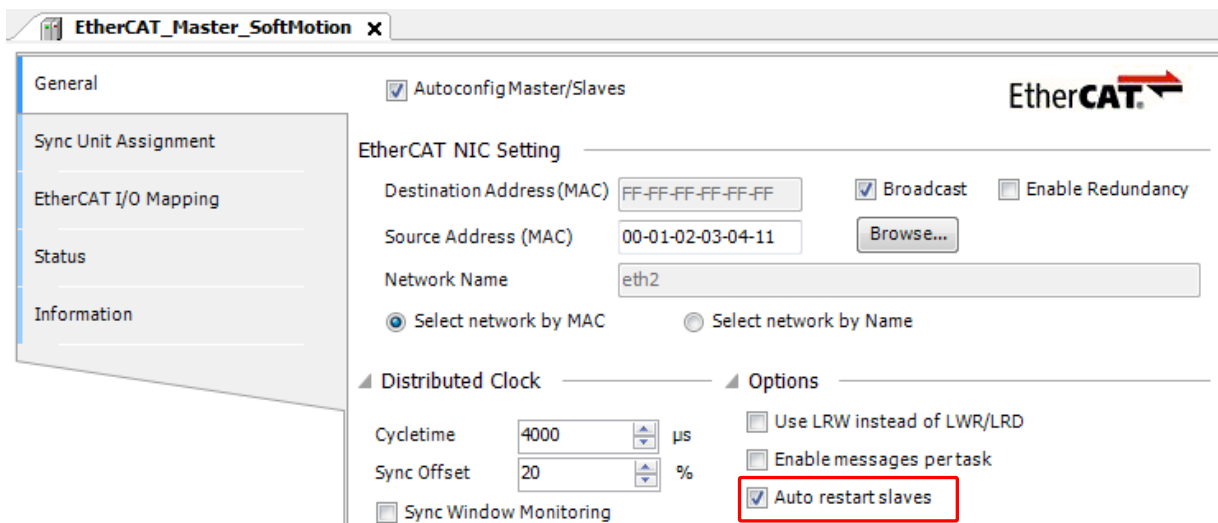 EtherCAT_Master_SoftMotion X
General
Autoconfig Master/Slaves
EtherCAT.
Sync Unit Assignment
EtherCAT NIC Setting
EtherCAT I/O Mapping
Destination Address (MAC) FF-FF-FF-FF-FF-FF Broadcast Enable Redundancy
Source Address (MAC) 00-01-02-03-04-11 Browse...
Status
Network Name eth2
Information
Select network by MAC Select network by Name
Distributed Clock Options
Cycletime 4000 µs Use LRW instead of LWR/LRD
Sync Offset 20 % Enable messages per task
Sync Window Monitoring Auto restart slaves